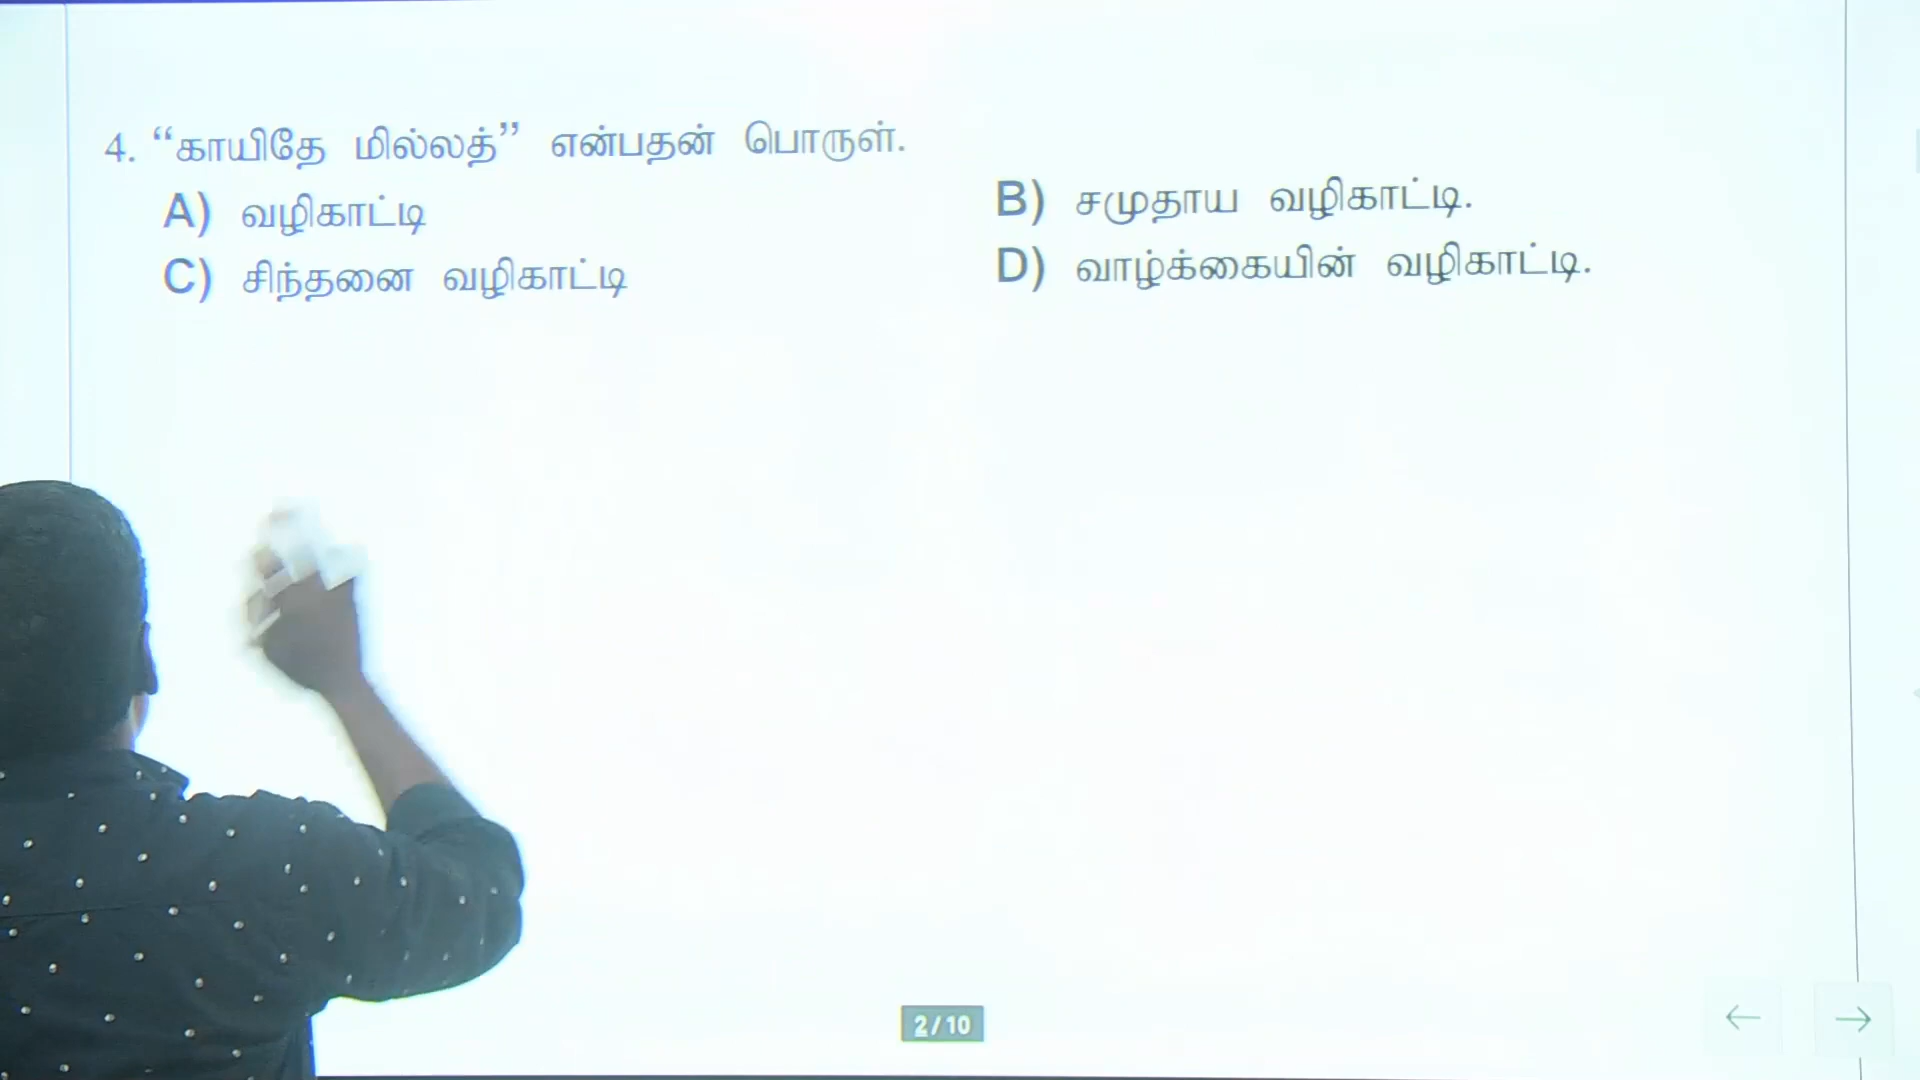 4. “காயிதே மில்லத்” என்பதன் பொருள்.
A) வழிகாட்டி
B) சமுதாய வழிகாட்டி.
C) சிந்தனை வழிகாட்டி
D) வாழ்க்கையின் வழிகாட்டி.
2/10